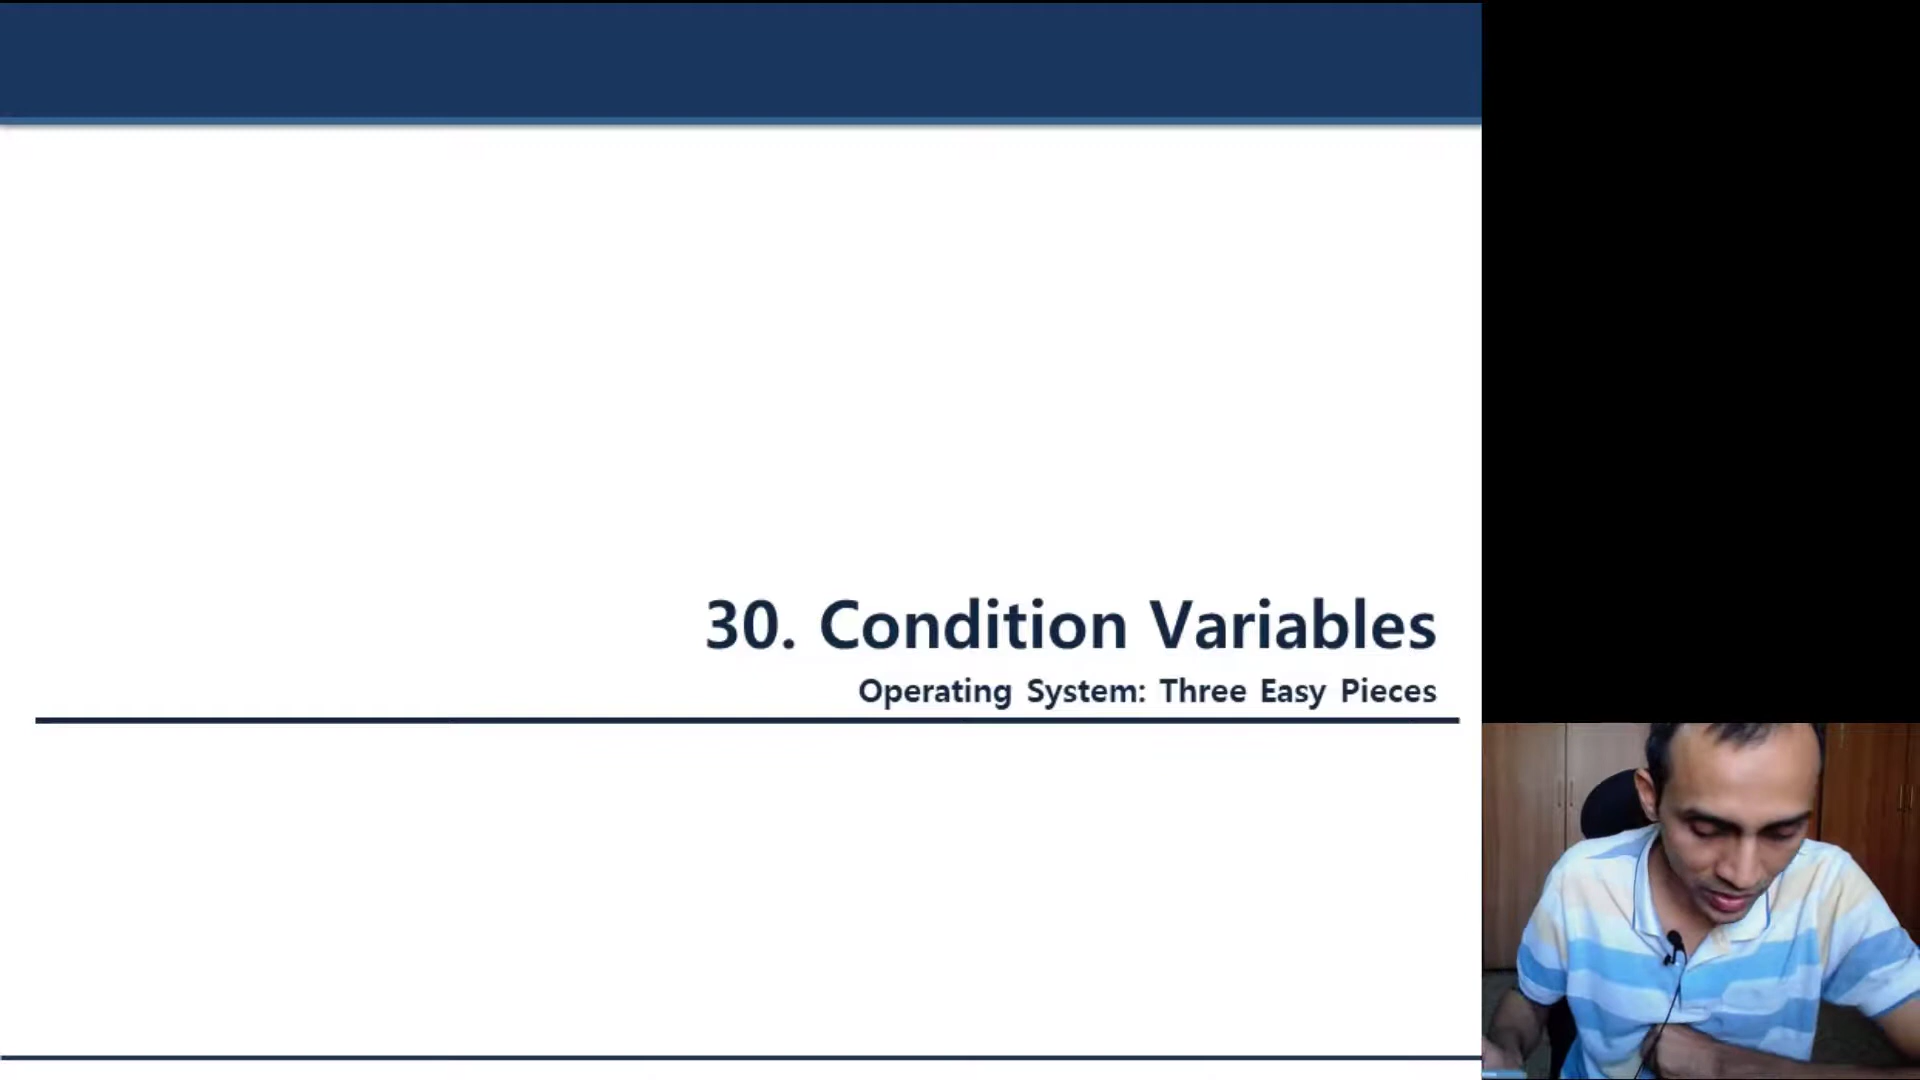 30. Condition Variables
Operating System: Three Easy Pieces